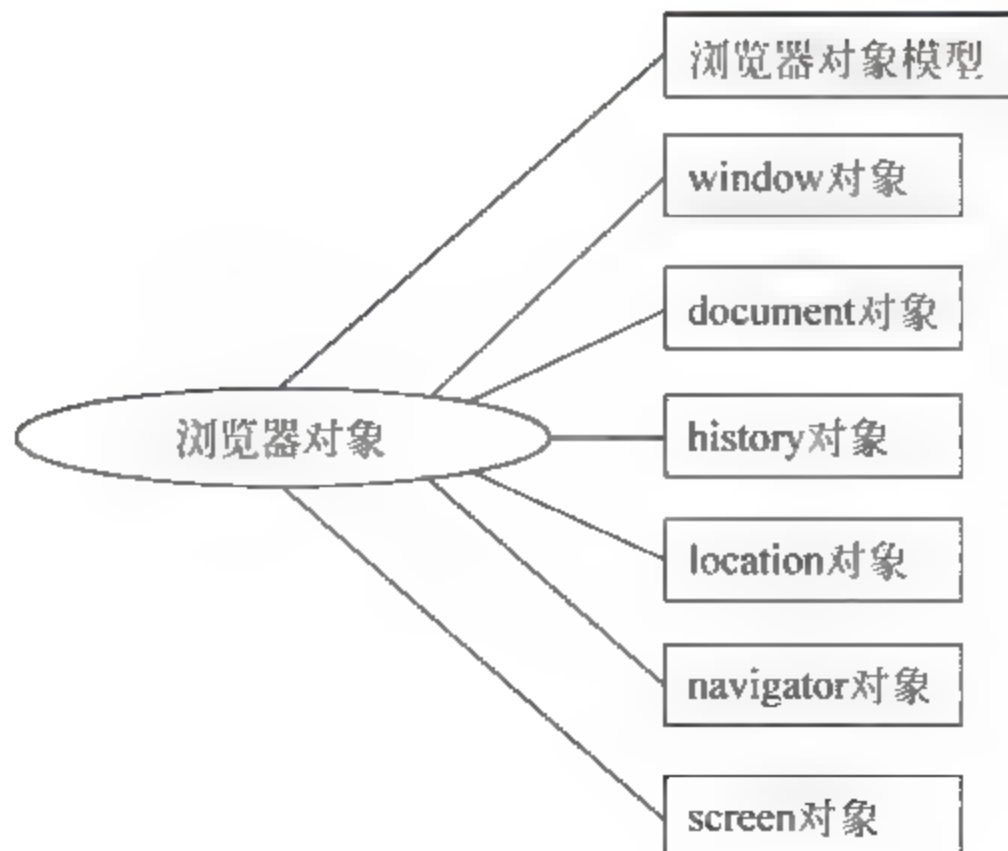 浏览器对象模型
window对象
document对象
浏览器对象
history对象
location对象
navigator对象
screen对象